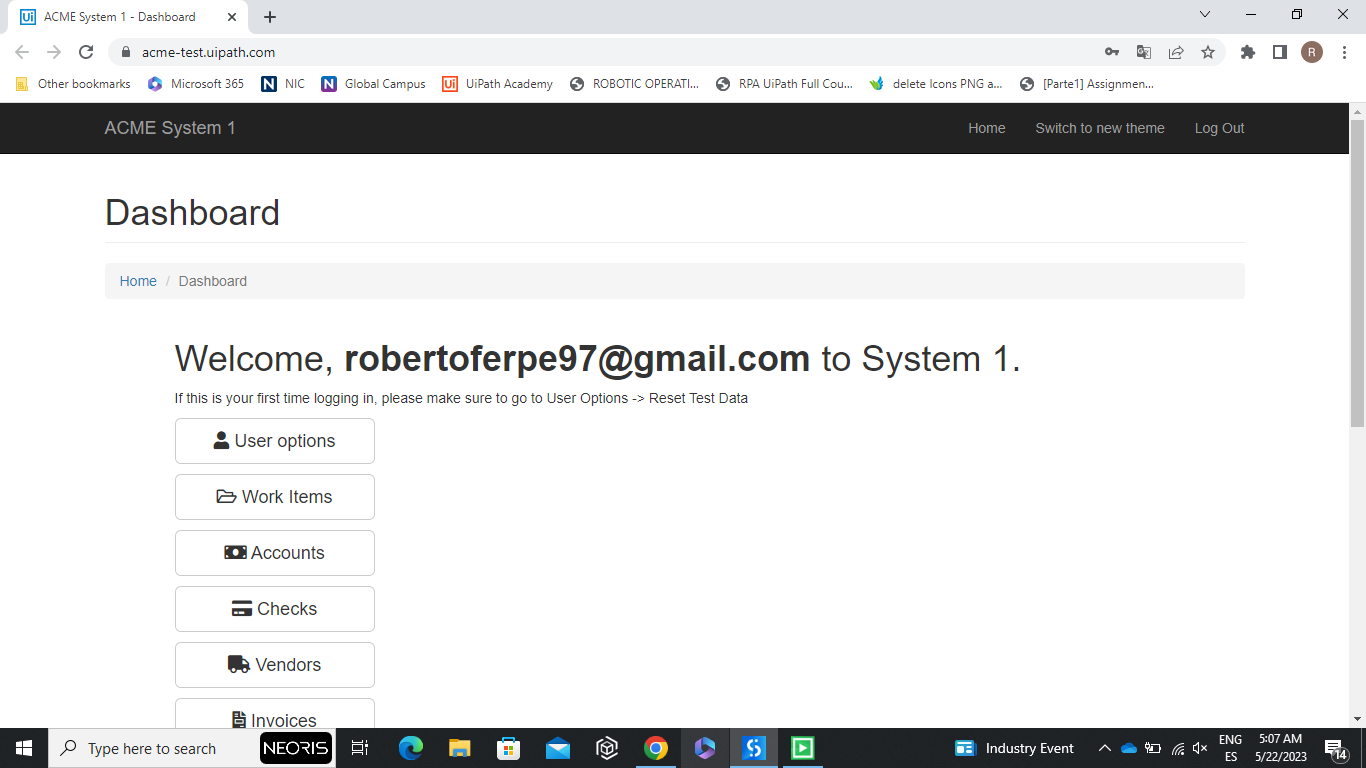 Ui ACME System 1 - Dashboard
acme-test.uipath.com
R
Other bookmarks Microsoft 365 N NIC N Global Campus Ui UiPath Academy ROBOTIC OPERATI... RPA UiPath Full Cou... delete Icons PNG a... [Parte1] Assignmen...
ACME System 1 Home Switch to new theme Log Out
Dashboard
Home / Dashboard
Welcome, robertoferpe97@gmail.com to System 1.
If this is your first time logging in, please make sure to go to User Options -> Reset Test Data
User options
Work Items
Accounts
Checks
Vendors
Invoices
Type here to search NEORIS Industry Event ENG 5:07 AM
ES 5/22/2023 14